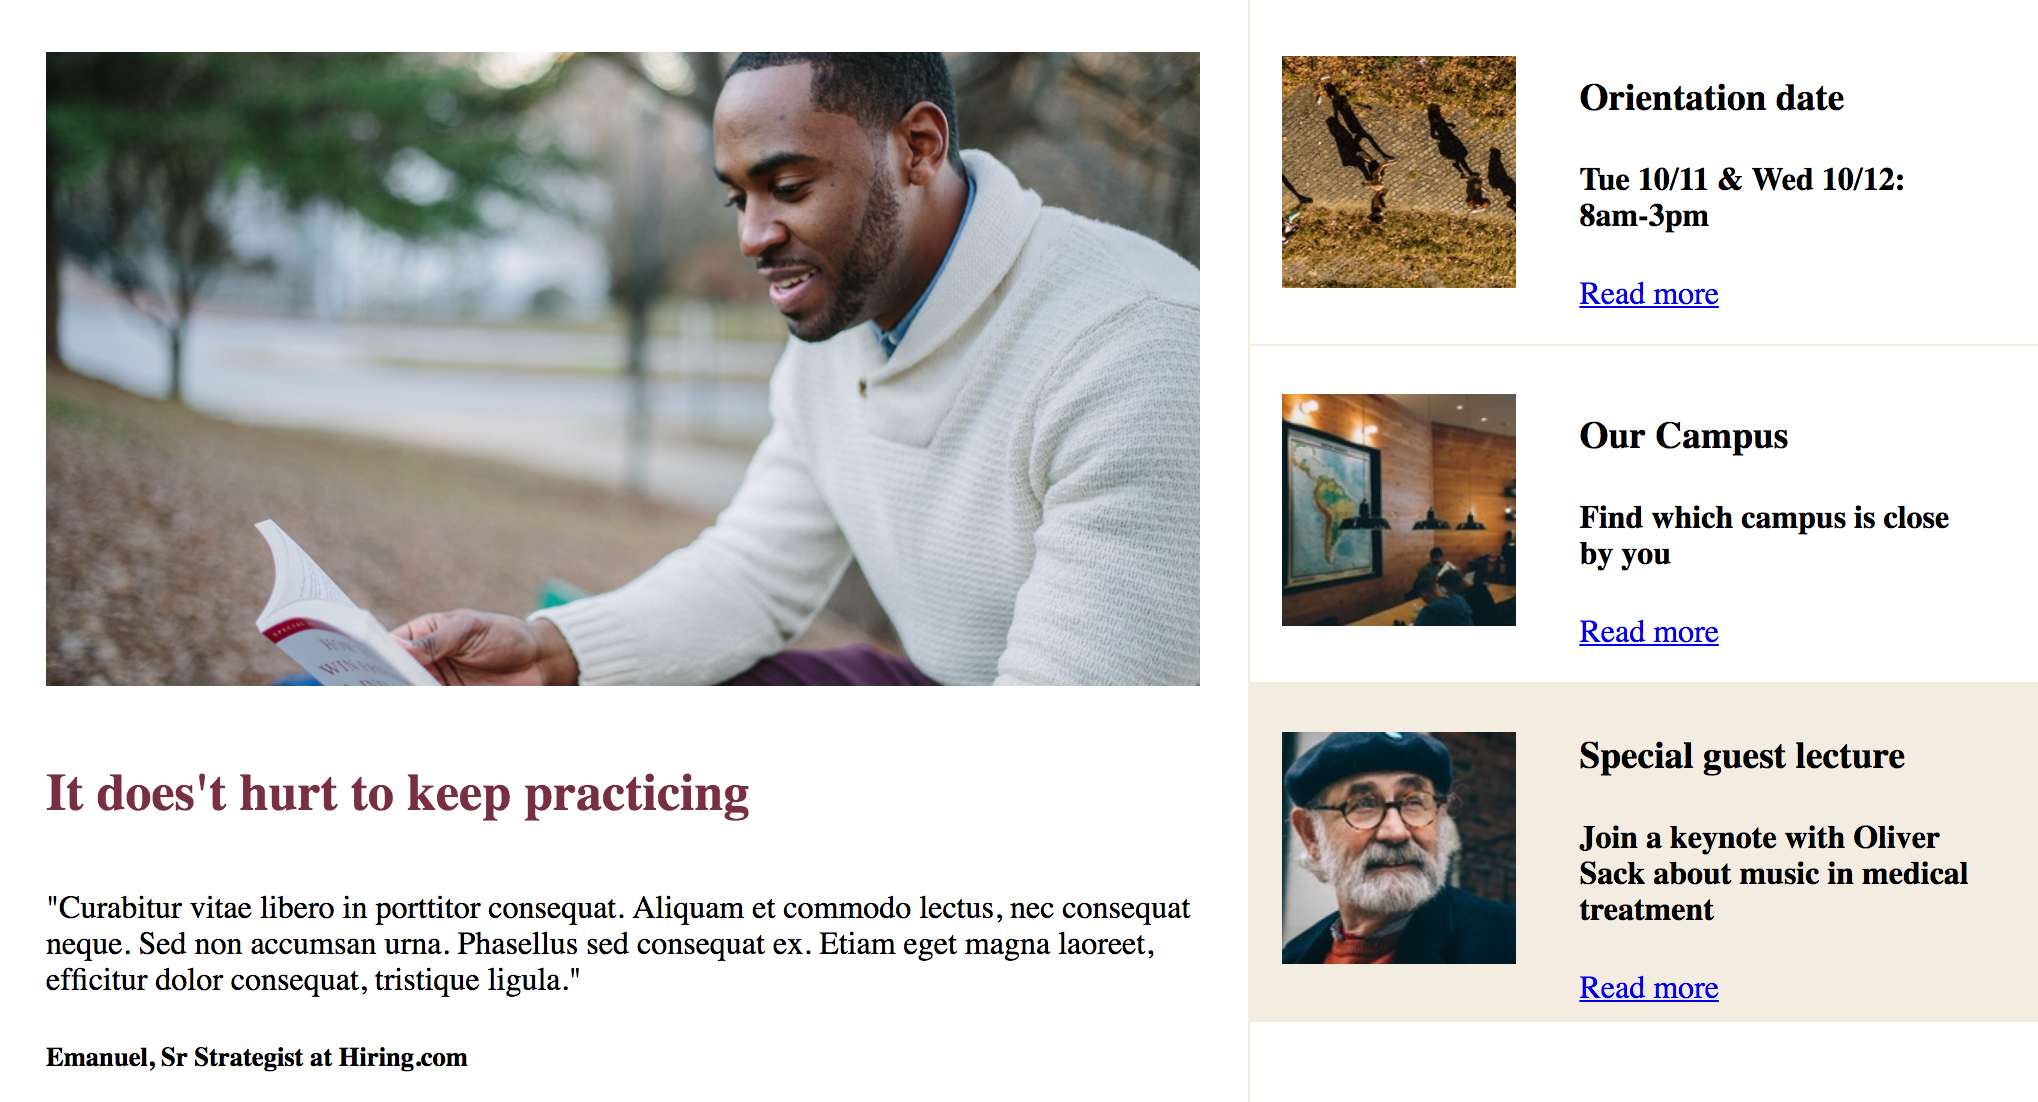 SPECIAL
HOW
WIN
It does't hurt to keep practicing
"Curabitur vitae libero in porttitor consequat. Aliquam et commodo lectus, nec consequat
neque. Sed non accumsan urna. Phasellus sed consequat ex. Etiam eget magna laoreet,
efficitur dolor consequat, tristique ligula."
Emanuel, Sr Strategist at Hiring.com
Orientation date
Tue 10/11 & Wed 10/12:
8am-3pm
Read more
Our Campus
Find which campus is close
by you
Read more
Special guest lecture
Join a keynote with Oliver
Sack about music in medical
treatment
Read more